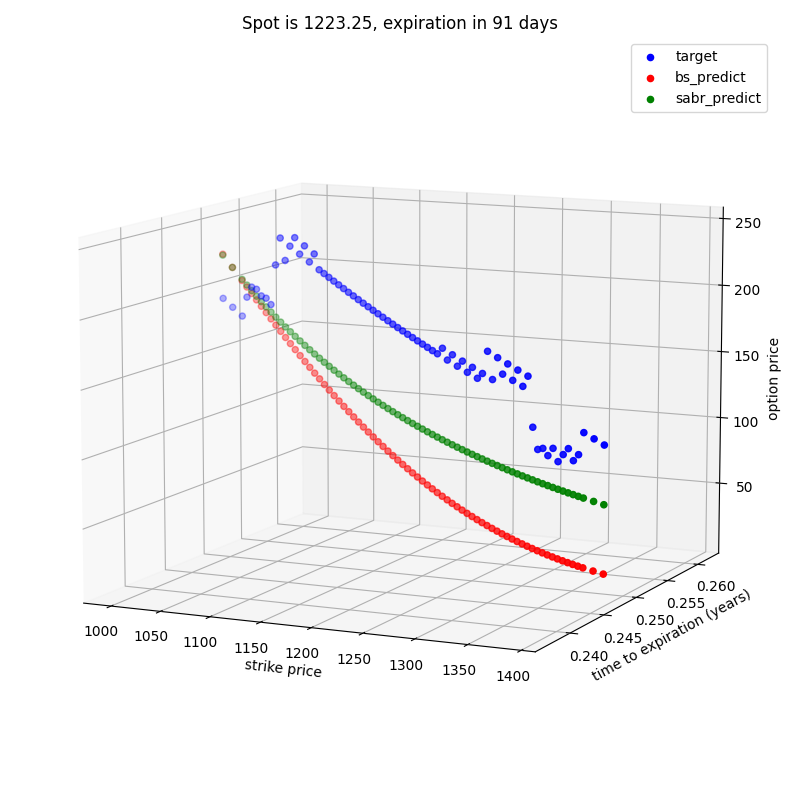 Spot is 1223.25, expiration in 91 days
target
bs_predict
sabr_predict
250
200
150
100
50
option price
0.260
0.255
0.250
0.245
0.240
time to expiration (years)
1000
1050
1100
1150
1200
1250
1300
1350
1400
strike price